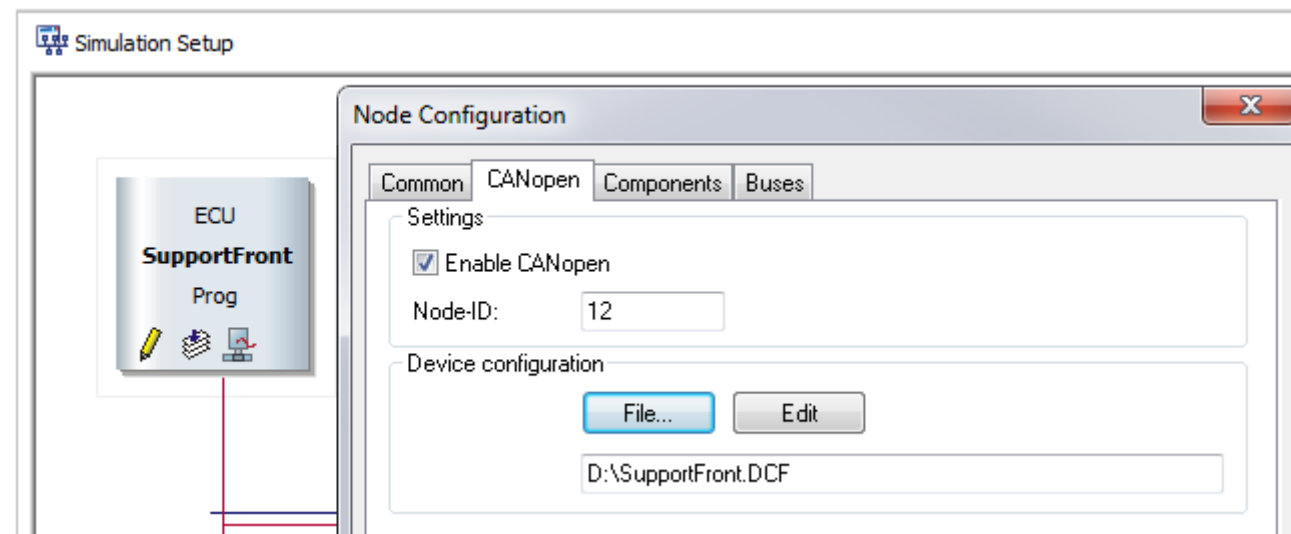 Simulation Setup
Node Configuration
Common CANopen Components Buses
ECU
SupportFront
Prog
Settings
Enable CANopen
Node-ID: 12
Device configuration
File... Edit
D:\SupportFront.DCF